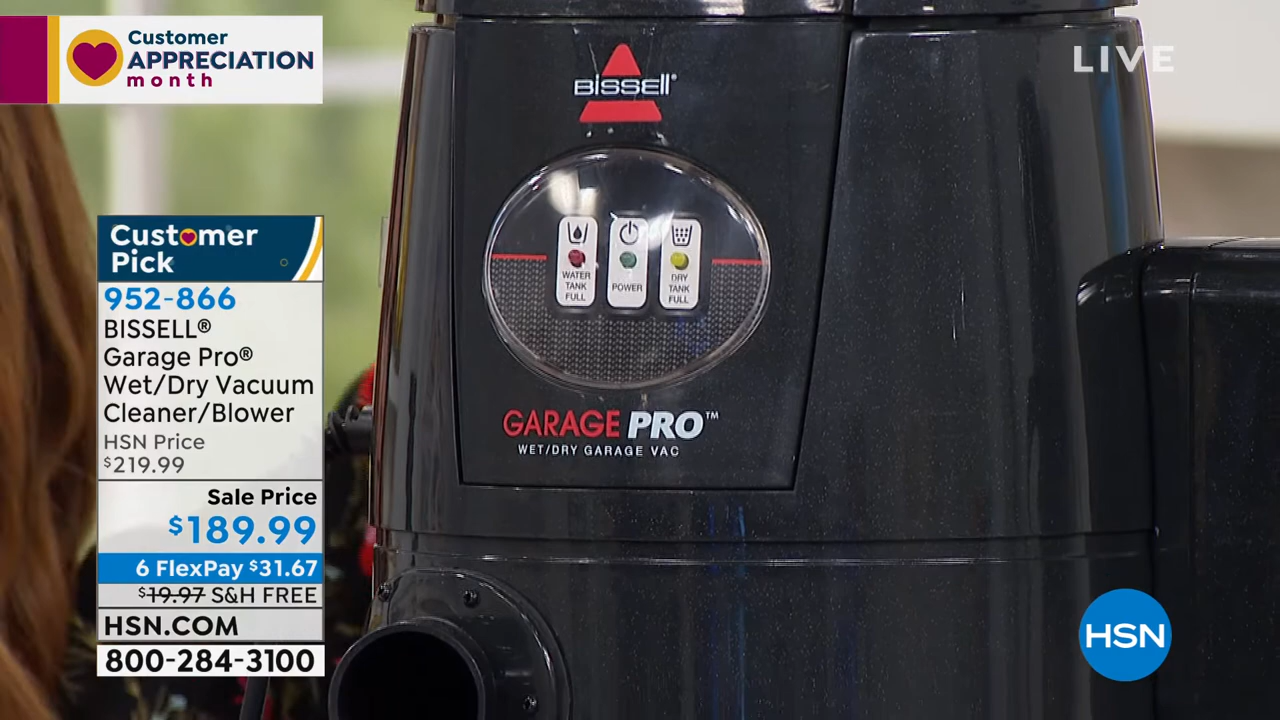 Customer
APPRECIATION
month
LIVE
Customer
Pick
952-866
BISSELL®
Garage Pro®
Wet/Dry Vacuum
Cleaner/Blower
HSN Price
$219.99
Sale Price
$189.99
6 FlexPay $31.67
$19.97 S&H FREE
HSN.COM
800-284-3100
BISSELL®
WATER
TANK
FULL
POWER
DRY
TANK
FULL
GARAGE PRO™
WET/DRY GARAGE VAC
HSN